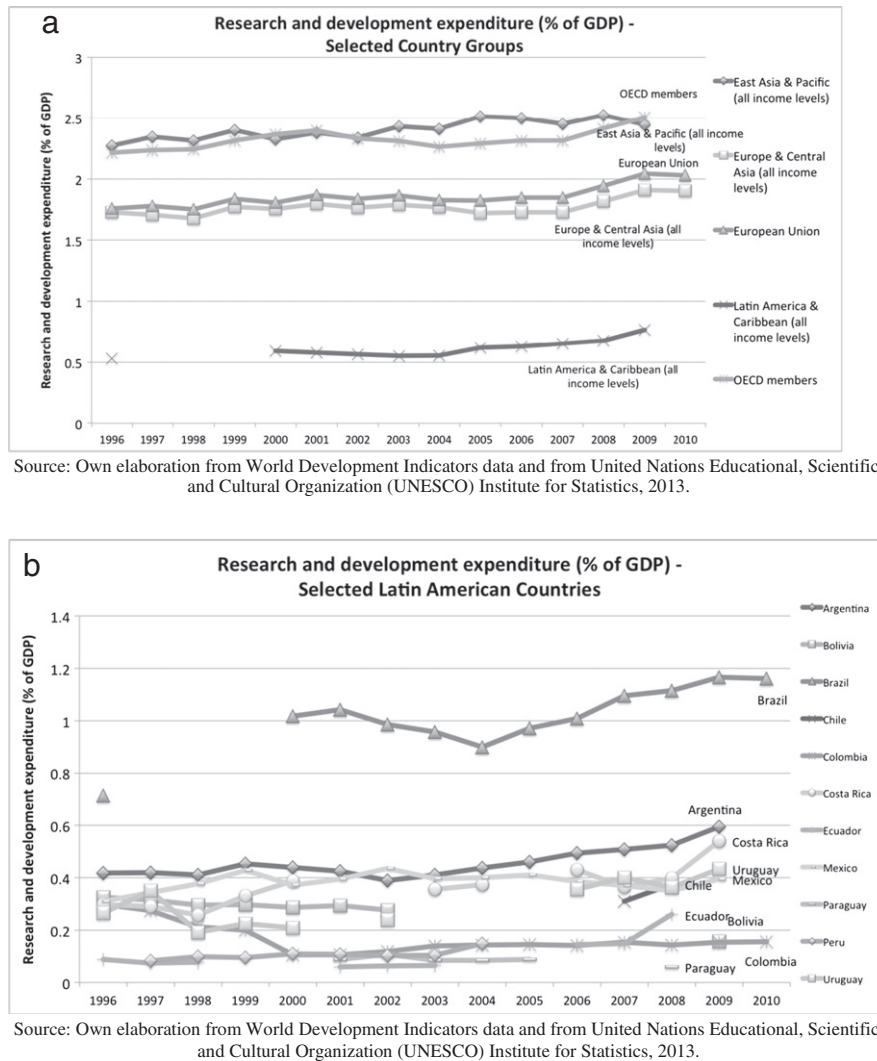 a
Research and development expenditure (% of GDP) -
Selected Country Groups
Research and development expenditure (% of GDP)
3
2.5
2
1.5
1
0.5
0
1996 1997 1998 1999 2000 2001 2002 2003 2004 2005 2006 2007 2008 2009 2010
OECD members
East Asia & Pacific (all income
levels)
European Union
Europe & Central Asia (all
income levels)
Latin America & Caribbean (all
income levels)
East Asia & Pacific
(all income levels)
Europe & Central
Asia (all income
levels)
European Union
Latin America &
Caribbean (all
income levels)
OECD members
Source: Own elaboration from World Development Indicators data and from United Nations Educational, Scientific
and Cultural Organization (UNESCO) Institute for Statistics, 2013.
b
Research and development expenditure (% of GDP) -
Selected Latin American Countries
Research and development expenditure (% of GDP)
1.4
1.2
1
0.8
0.6
0.4
0.2
0
1996 1997 1998 1999 2000 2001 2002 2003 2004 2005 2006 2007 2008 2009 2010
Brazil
Argentina
Costa Rica
Uruguay
Mexico
Chile
Ecuador
Bolivia
Colombia
Paraguay
Argentina
Bolivia
Brazil
Chile
Colombia
Costa Rica
Ecuador
Mexico
Paraguay
Peru
Uruguay
Source: Own elaboration from World Development Indicators data and from United Nations Educational, Scientific
and Cultural Organization (UNESCO) Institute for Statistics, 2013.